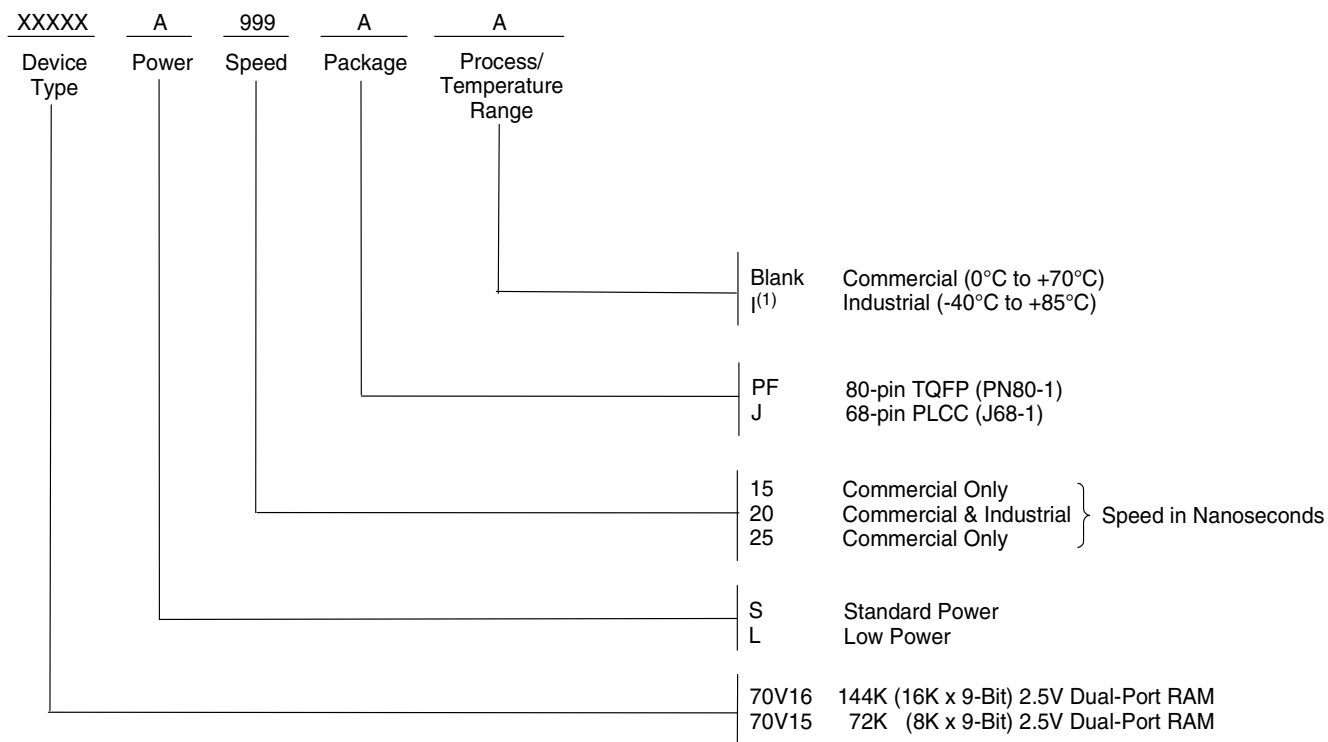 XXXXX A 999 A A
Device Type
Power
Speed
Package
Process/
Temperature
Range
Blank Commercial (0°C to +70°C)
I(1) Industrial (-40°C to +85°C)
PF 80-pin TQFP (PN80-1)
J 68-pin PLCC (J68-1)
15 Commercial Only
20 Commercial & Industrial
25 Commercial Only
Speed in Nanoseconds
S Standard Power
L Low Power
70V16 144K (16K x 9-Bit) 2.5V Dual-Port RAM
70V15 72K (8K x 9-Bit) 2.5V Dual-Port RAM